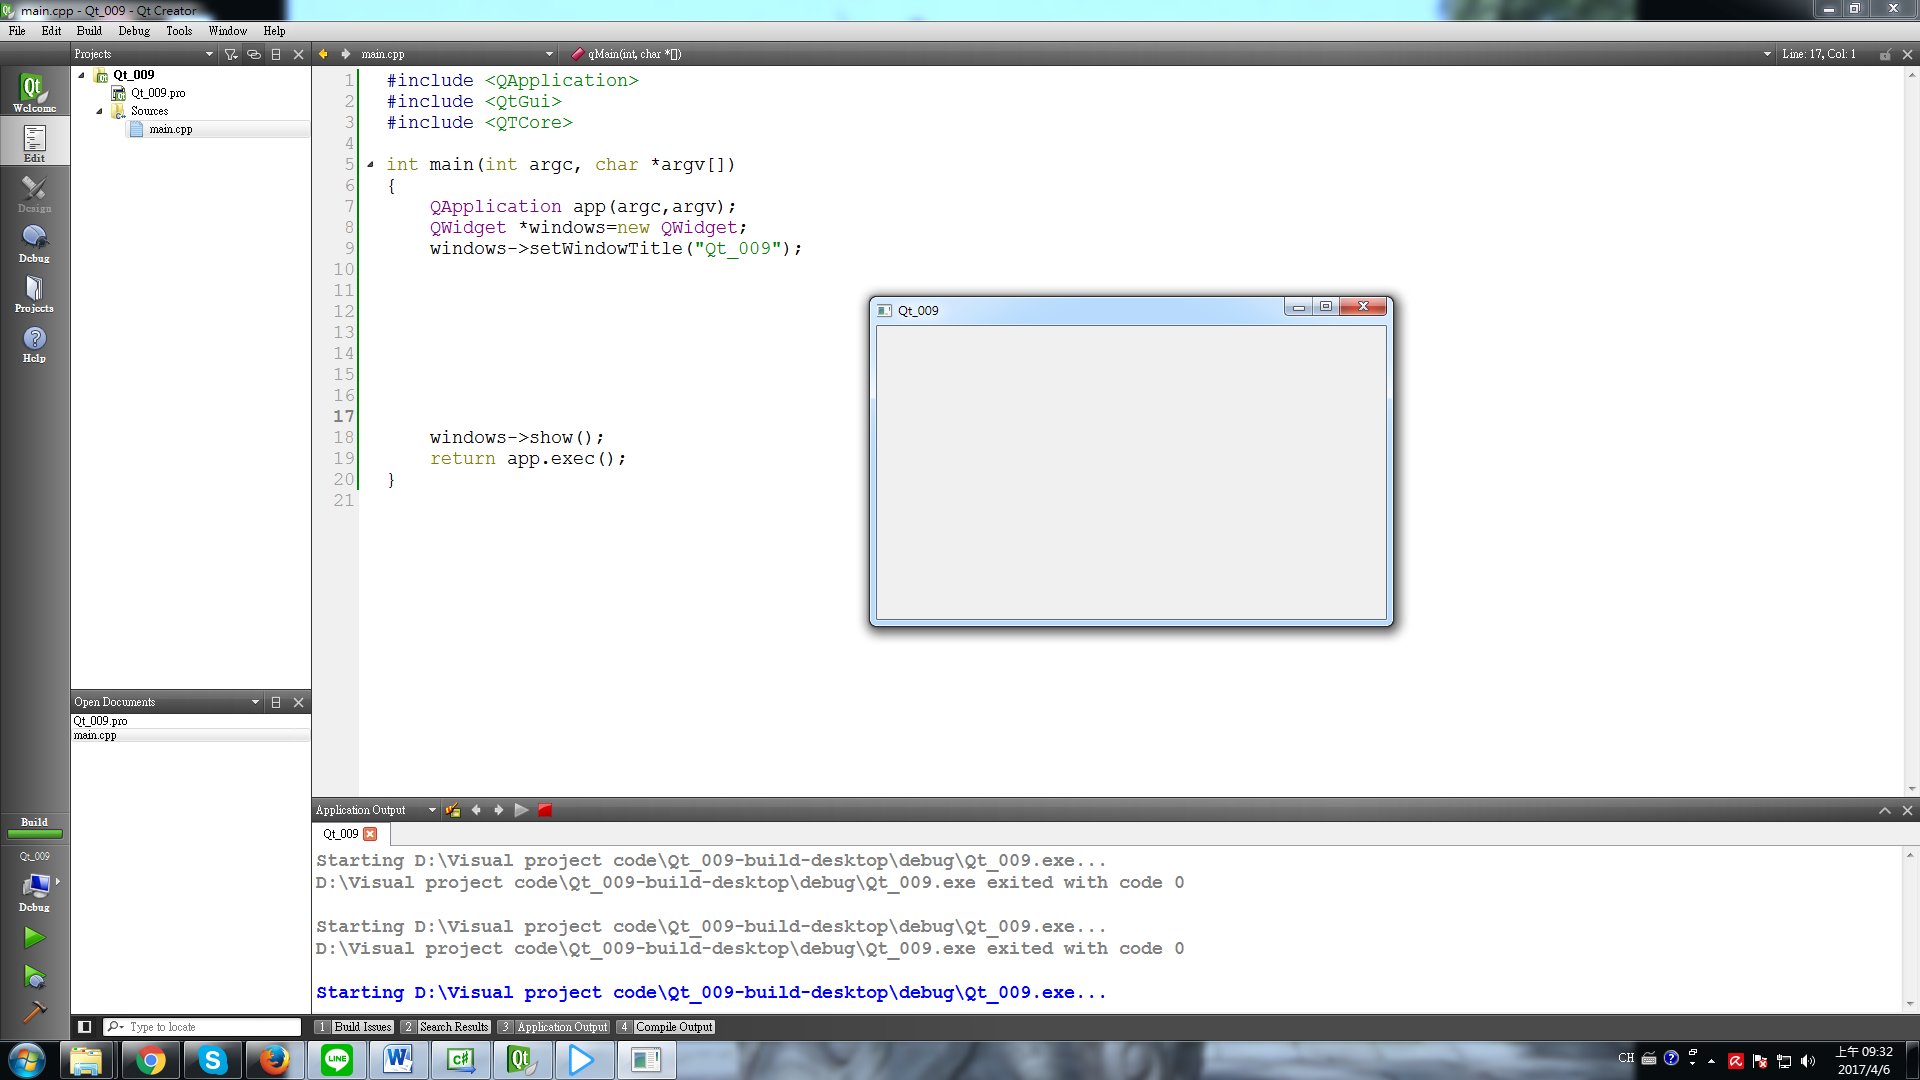 main.cpp - Qt_009 - Qt Creator
File Edit Build Debug Tools Window Help
Projects
main.cpp
qMain(int, char *[])
Line: 17, Col: 1
Welcome
Edit
Design
Debug
Projects
Help
Qt_009
Qt_009.pro
Sources
main.cpp
1 #include <QApplication>
2 #include <QtGui>
3 #include <QTCore>
4
5 int main(int argc, char *argv[])
6 {
7 QApplication app(argc,argv);
8 QWidget *windows=new QWidget;
9 windows->setWindowTitle("Qt_009");
10
11
12
13
14
15
16
17
18 windows->show();
19 return app.exec();
20 }
21
Qt_009
Open Documents
Qt_009.pro
main.cpp
Build
Qt_009
Debug
Application Output
Qt_009
Starting D:\Visual project code\Qt_009-build-desktop\debug\Qt_009.exe...
D:\Visual project code\Qt_009-build-desktop\debug\Qt_009.exe exited with code 0
Starting D:\Visual project code\Qt_009-build-desktop\debug\Qt_009.exe...
D:\Visual project code\Qt_009-build-desktop\debug\Qt_009.exe exited with code 0
Starting D:\Visual project code\Qt_009-build-desktop\debug\Qt_009.exe...
Type to locate
1 Build Issues 2 Search Results 3 Application Output 4 Compile Output
LINE
CH
上午 09:32
2017/4/6